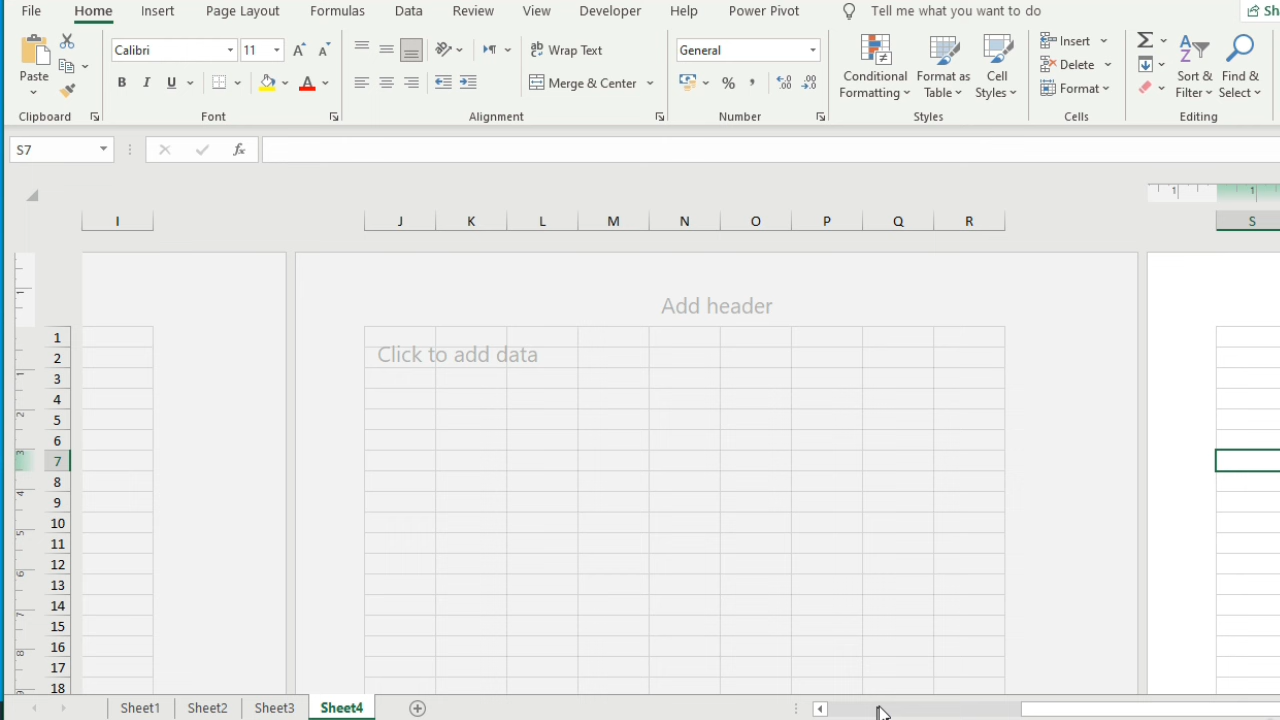 File Home Insert Page Layout Formulas Data Review View Developer Help Power Pivot Tell me what you want to do Sh
Calibri 11 Wrap Text General Insert
Paste Conditional Format as Cell Delete Sort & Find &
B I U A Merge & Center % Formatting Table Styles Format Filter Select
Clipboard Font Alignment Number Styles Cells Editing
S7 fx
1 1
I J K L M N O P Q R S
Add header
1
Click to add data
2
3
4
5
6
7
8
9
10
11
12
13
14
15
16
17
18
Sheet1 Sheet2 Sheet3 Sheet4